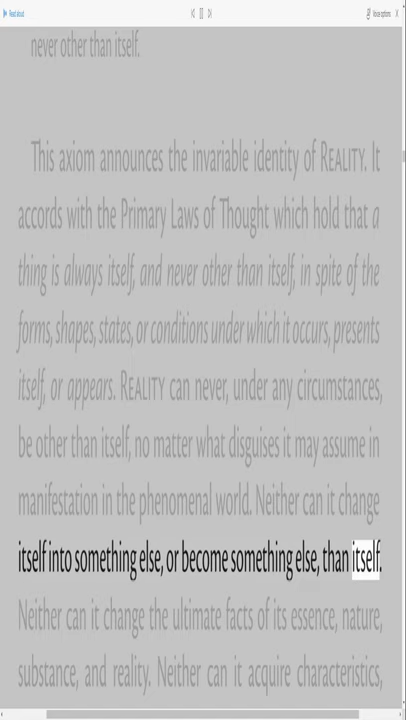 Read aloud
Voice options
never other than itself.
This axiom announces the invariable identity of REALITY. It
accords with the Primary Laws of Thought which hold that a
thing is always itself, and never other than itself, in spite of the
forms, shapes, states, or conditions under which it occurs, presents
itself, or appears. REALITY can never, under any circumstances,
be other than itself, no matter what disguises it may assume in
manifestation in the phenomenal world. Neither can it change
itself into something else, or become something else, than itself.
Neither can it change the ultimate facts of its essence, nature,
substance, and reality. Neither can it acquire characteristics,